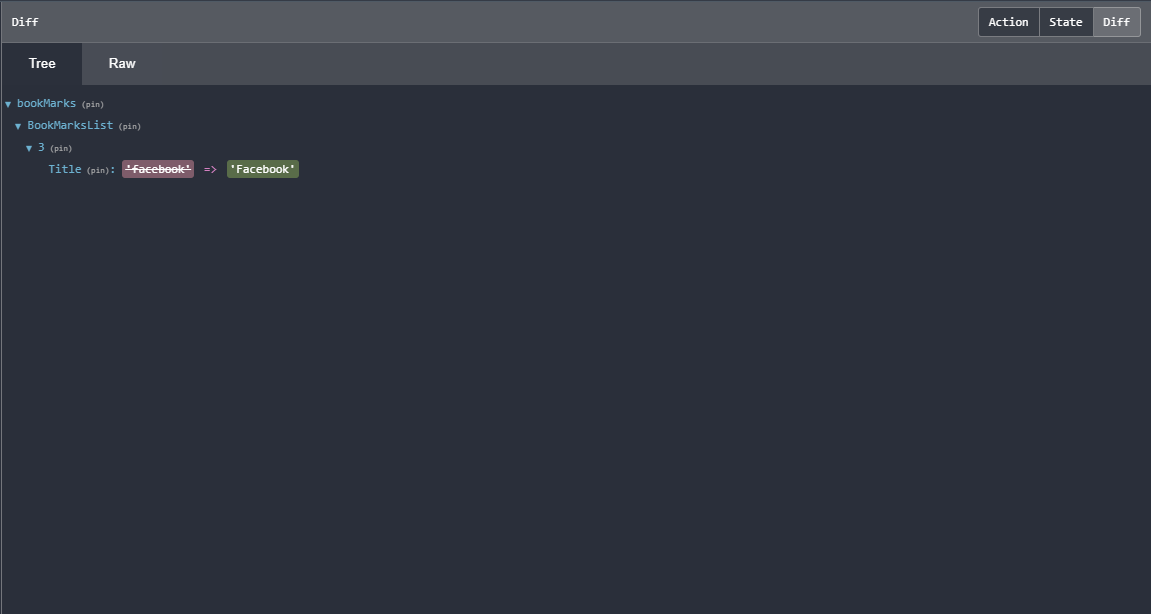 Diff Action State Diff
Tree Raw
▼ bookMarks (pin)
▼ BookMarksList (pin)
▼ 3 (pin)
Title (pin): 'facebook' => 'Facebook'